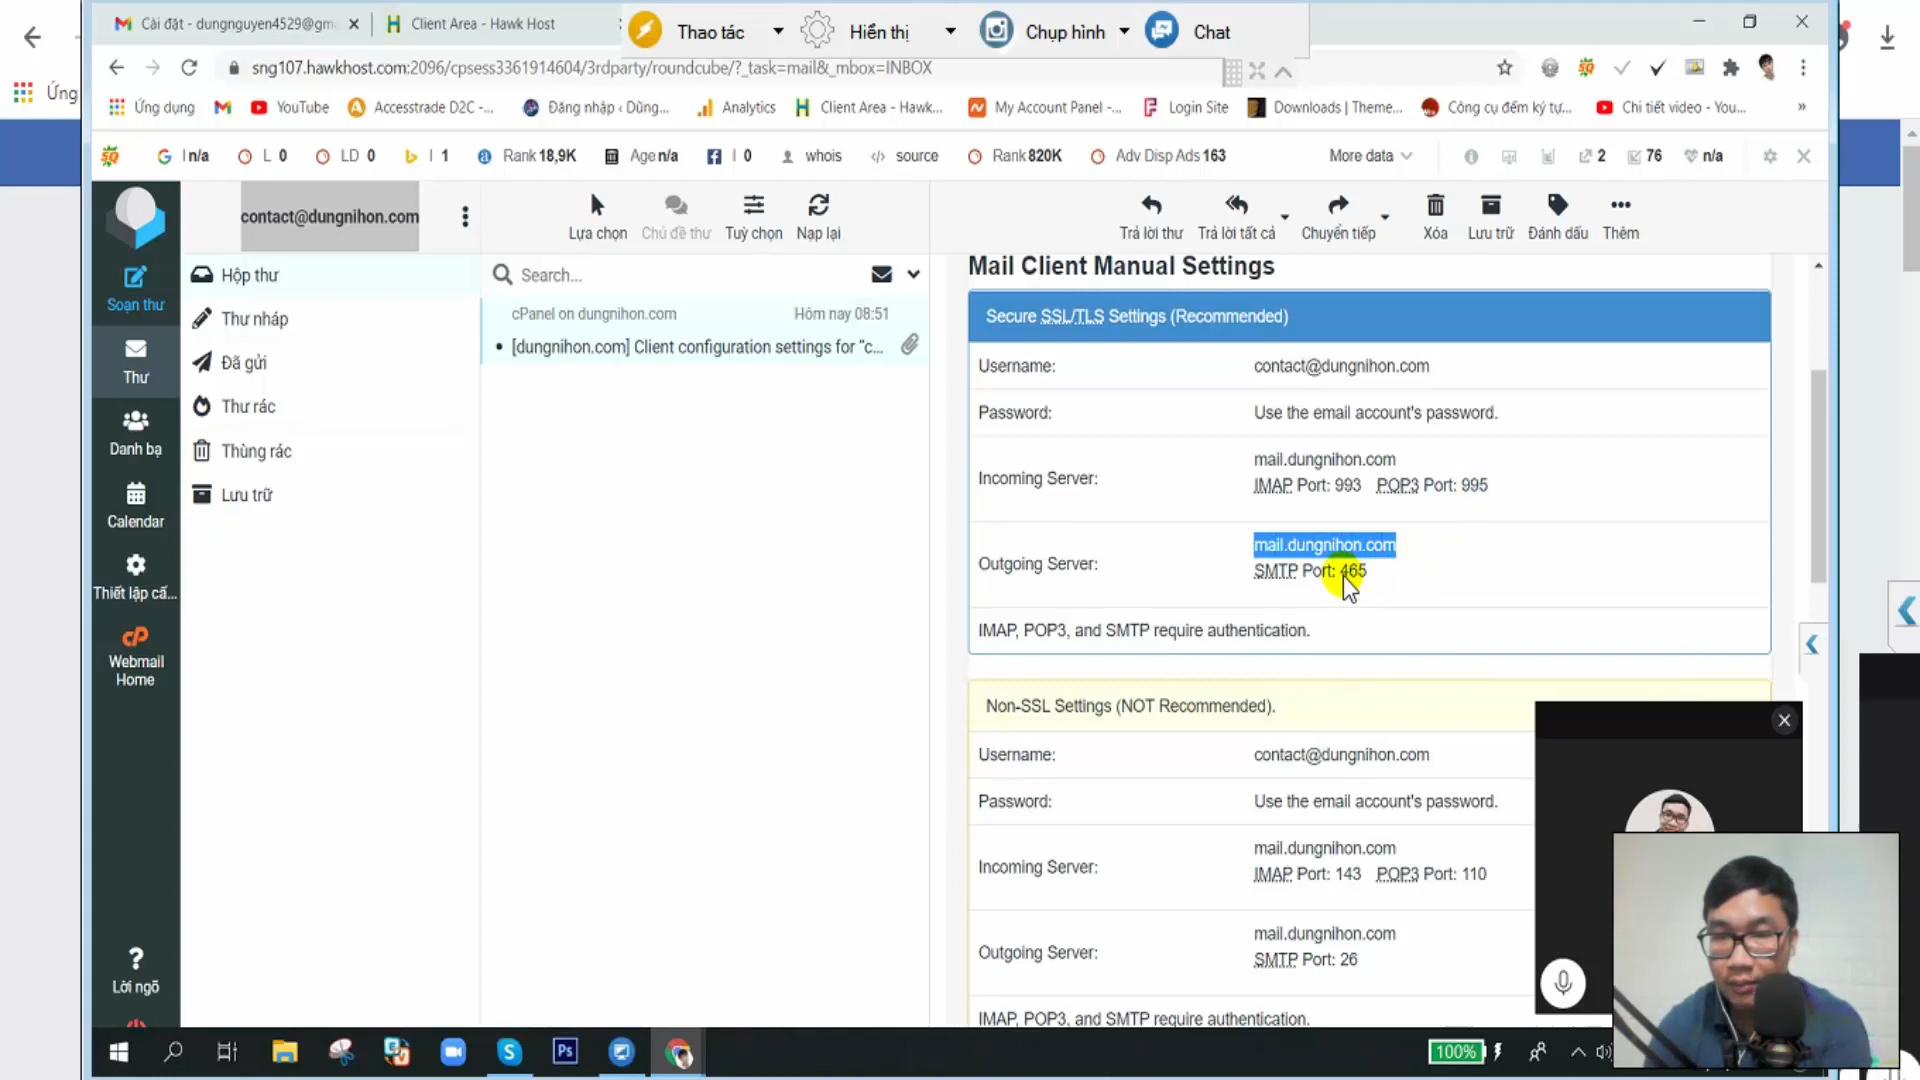 Cài đặt - dungnguyen4529@gm
Client Area - Hawk Host
Thao tác
Hiển thị
Chụp hình
Chat
sng107.hawkhost.com:2096/cpsess3361914604/3rdparty/roundcube/?_task=mail&_mbox=INBOX
Ứng
Ứng dụng
YouTube
Accesstrade D2C -...
Đăng nhập ‹ Dũng...
Analytics
Client Area - Hawk...
My Account Panel -...
Login Site
Downloads | Theme...
Công cụ đếm ký tự...
Chi tiết video - You...
»
I n/a
L 0
LD 0
I 1
Rank 18,9K
Age n/a
I 0
whois
source
Rank 820K
Adv Disp Ads 163
More data
2
76
n/a
contact@dungnihon.com
Lựa chọn
Chủ đề thư
Tuỳ chọn
Nạp lại
Trả lời thư
Trả lời tất cả
Chuyển tiếp
Xóa
Lưu trữ
Đánh dấu
Thêm
Soạn thư
Thư
Danh bạ
Calendar
Thiết lập cấ...
Webmail
Home
Lời ngỏ
Hộp thư
Thư nháp
Đã gửi
Thư rác
Thùng rác
Lưu trữ
Search...
cPanel on dungnihon.com
Hôm nay 08:51
[dungnihon.com] Client configuration settings for “c...
Mail Client Manual Settings
Secure SSL/TLS Settings (Recommended)
Username: contact@dungnihon.com
Password: Use the email account's password.
Incoming Server: mail.dungnihon.com
IMAP Port: 993 POP3 Port: 995
Outgoing Server: mail.dungnihon.com
SMTP Port: 465
IMAP, POP3, and SMTP require authentication.
Non-SSL Settings (NOT Recommended).
Username: contact@dungnihon.com
Password: Use the email account's password.
Incoming Server: mail.dungnihon.com
IMAP Port: 143 POP3 Port: 110
Outgoing Server: mail.dungnihon.com
SMTP Port: 26
IMAP, POP3, and SMTP require authentication.
Ps
100%